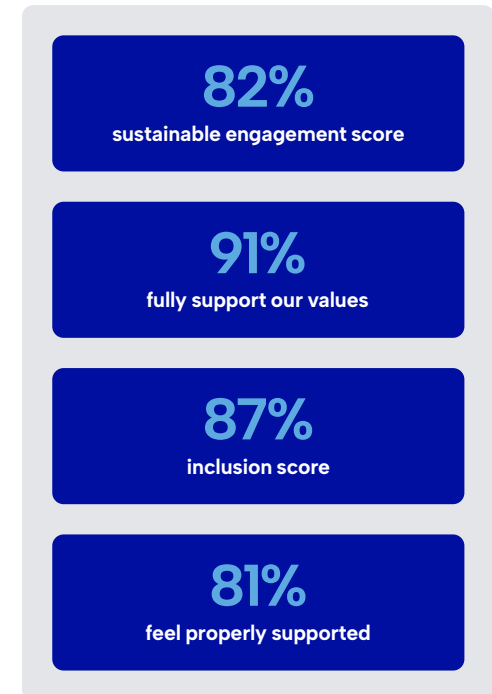 82%
sustainable engagement score
91%
fully support our values
87%
inclusion score
81%
feel properly supported